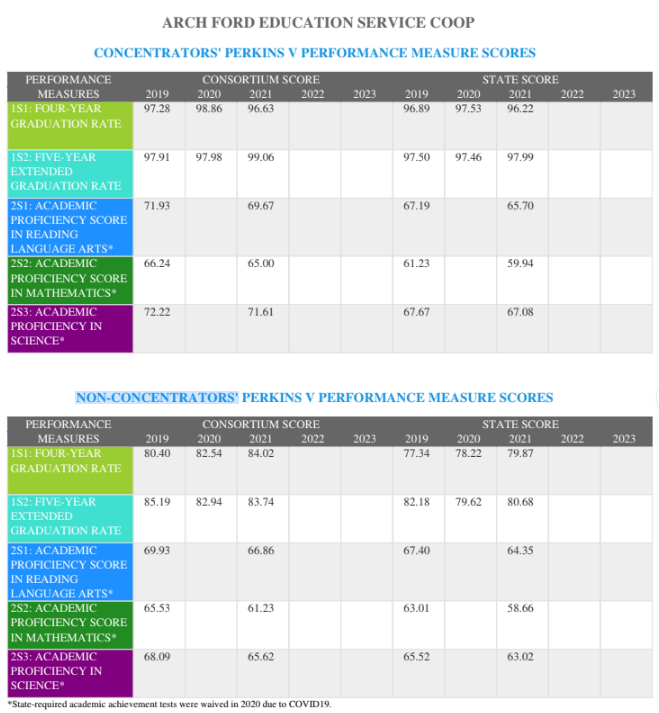 ARCH FORD EDUCATION SERVICE COOP
CONCENTRATORS' PERKINS V PERFORMANCE MEASURE SCORES
PERFORMANCE MEASURES CONSORTIUM SCORE STATE SCORE
2019 2020 2021 2022 2023 2019 2020 2021 2022 2023
1S1: FOUR-YEAR 97.28 98.86 96.63 96.89 97.53 96.22
GRADUATION RATE
1S2: FIVE-YEAR 97.91 97.98 99.06 97.50 97.46 97.99
EXTENDED
GRADUATION RATE
2S1: ACADEMIC 71.93 69.67 67.19 65.70
PROFICIENCY SCORE
IN READING
LANGUAGE ARTS*
2S2: ACADEMIC 66.24 65.00 61.23 59.94
PROFICIENCY SCORE
IN MATHEMATICS*
2S3: ACADEMIC 72.22 71.61 67.67 67.08
PROFICIENCY IN
SCIENCE*
NON-CONCENTRATORS' PERKINS V PERFORMANCE MEASURE SCORES
PERFORMANCE MEASURES CONSORTIUM SCORE STATE SCORE
2019 2020 2021 2022 2023 2019 2020 2021 2022 2023
1S1: FOUR-YEAR 80.40 82.54 84.02 77.34 78.22 79.87
GRADUATION RATE
1S2: FIVE-YEAR 85.19 82.94 83.74 82.18 79.62 80.68
EXTENDED
GRADUATION RATE
2S1: ACADEMIC 69.93 66.86 67.40 64.35
PROFICIENCY SCORE
IN READING
LANGUAGE ARTS*
2S2: ACADEMIC 65.53 61.23 63.01 58.66
PROFICIENCY SCORE
IN MATHEMATICS*
2S3: ACADEMIC 68.09 65.62 65.52 63.02
PROFICIENCY IN
SCIENCE*
*State-required academic achievement tests were waived in 2020 due to COVID19.